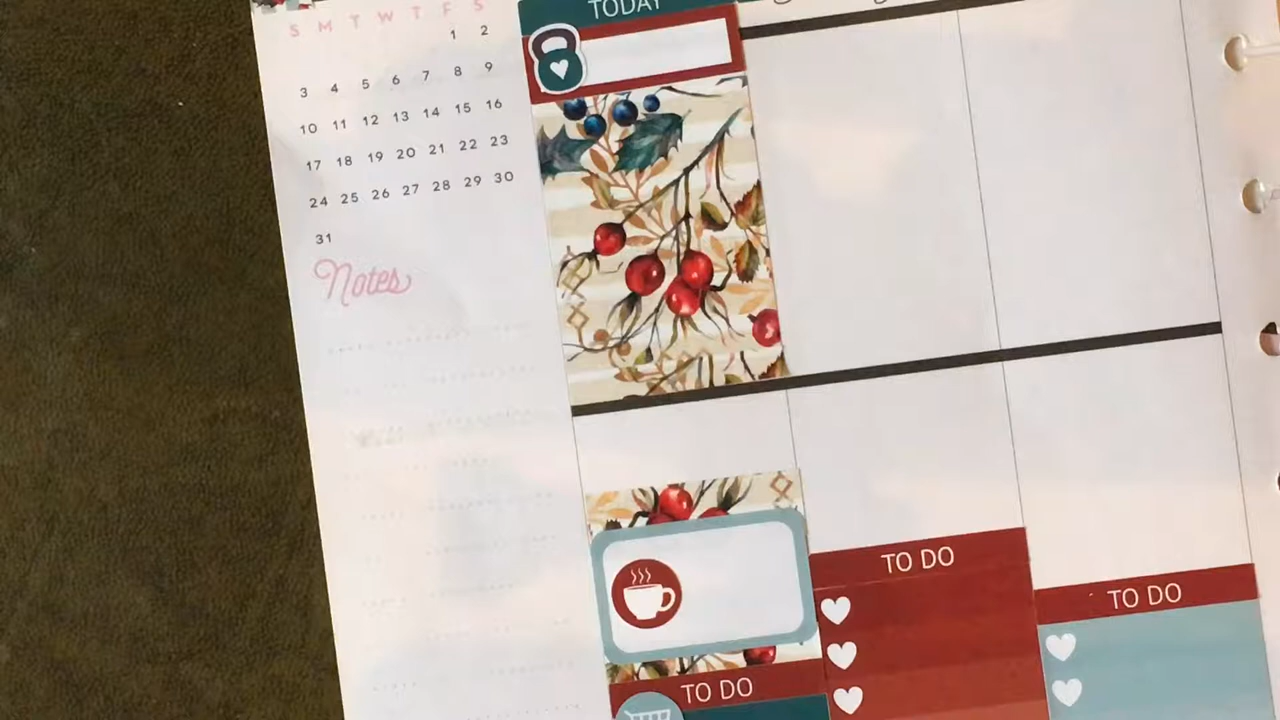 S M T W T F S
1 2
3 4 5 6 7 8 9
10 11 12 13 14 15 16
17 18 19 20 21 22 23
24 25 26 27 28 29 30
31
Notes
TODAY
TO DO
TO DO
TO DO